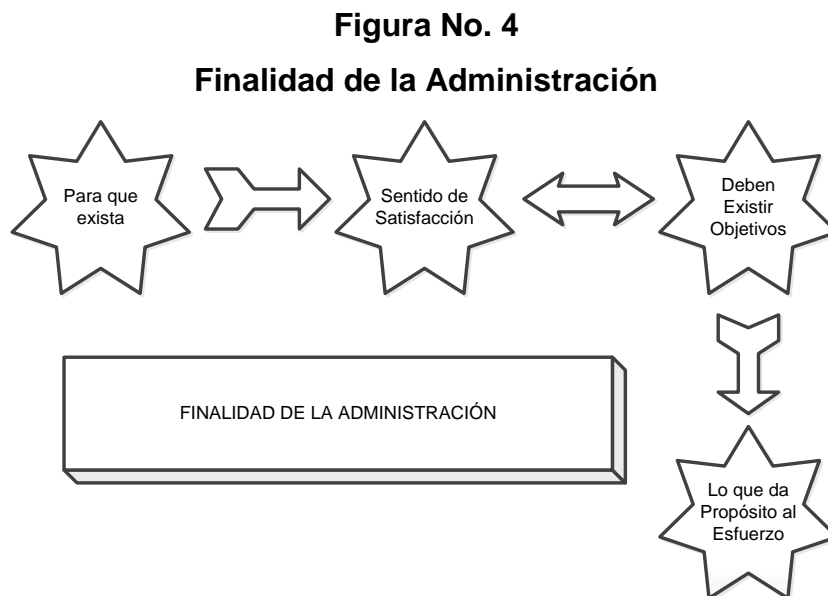 Figura No. 4
Finalidad de la Administración
Para que
exista
Sentido de
Satisfacción
Deben
Existir
Objetivos
FINALIDAD DE LA ADMINISTRACIÓN
Lo que da
Propósito al
Esfuerzo